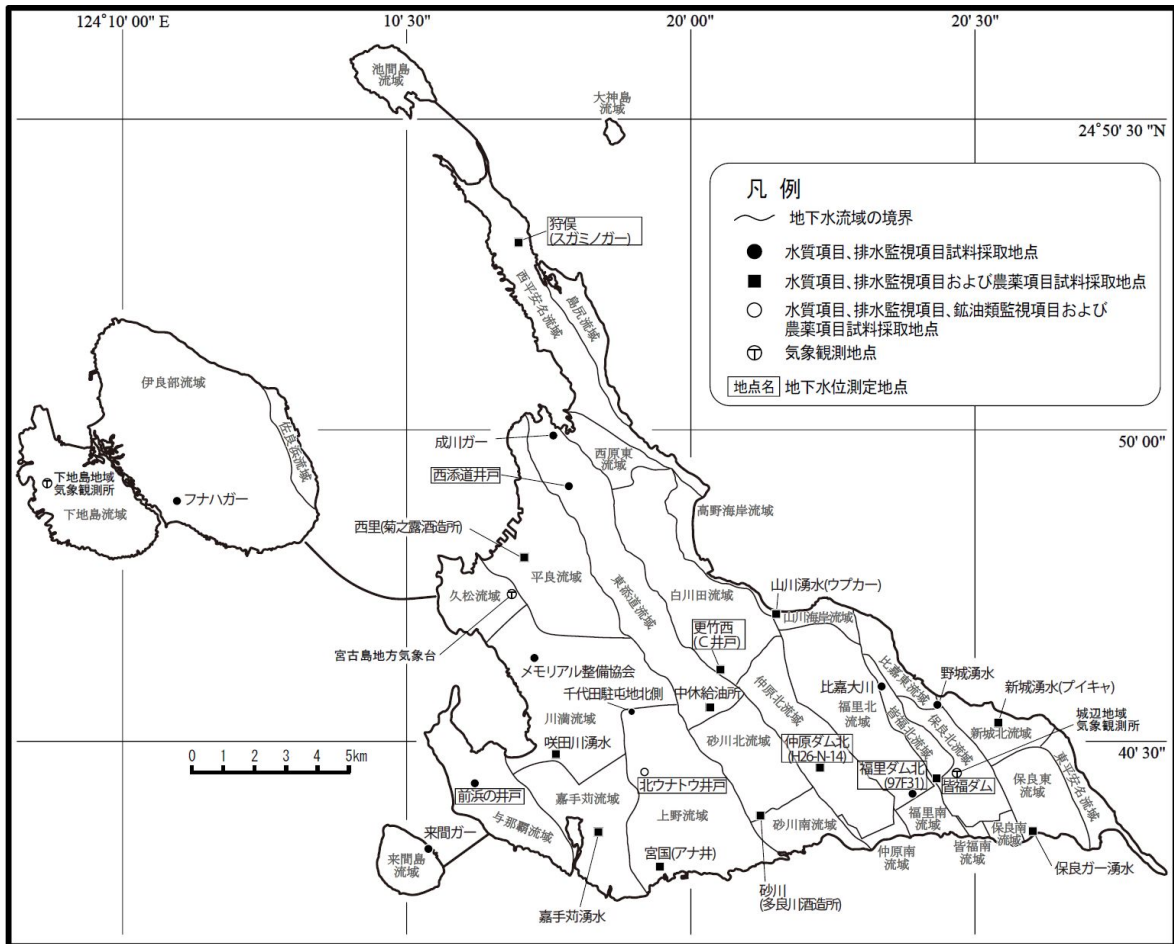 124°10' 00" E
10' 30"
20' 00"
20' 30"
池間島
流域
大神島
流域
24°50' 30 "N
凡 例
地下水流域の境界
水質項目、排水監視項目試料採取地点
水質項目、排水監視項目および農薬項目試料採取地点
水質項目、排水監視項目、鉱油類監視項目および
農薬項目試料採取地点
気象観測地点
地点名 地下水位測定地点
狩俣
(スガミノガー)
西平安名流域
島尻流域
伊良部流域
佐良浜流域
成川ガー
50' 00"
西原東
流域
西添道井戸
下地島地域
気象観測所
下地島流域
フナハガー
高野海岸流域
西里(菊之露酒造所)
平良流域
東添道流域
久松流域
白川田流域
山川湧水(ウプカー)
山川海岸流域
更竹西
(C井戸)
宮古島地方気象台
メモリアル整備協会
比嘉東流域
野城湧水
比嘉大川
新城湧水(プイキャ)
千代田駐屯地北側
中休給油所
仲原北流域
福里北
流域
皆福北流域
保良北流域
城辺地域
気象観測所
新城北流域
川満流域
咲田川湧水
砂川北流域
仲原ダム北
(H26-N-14)
40' 30"
東平安名流域
0 1 2 3 4 5km
北ウナトウ井戸
福里ダム北
(97F31)
皆福ダム
保良東
流域
前浜の井戸
嘉手苅流域
上野流域
与那覇流域
砂川南流域
福里南
流域
保良南
流域
来間ガー
来間島
流域
宮国(アナ井)
仲原南
流域
皆福南
流域
保良ガー湧水
嘉手苅湧水
砂川
(多良川酒造所)